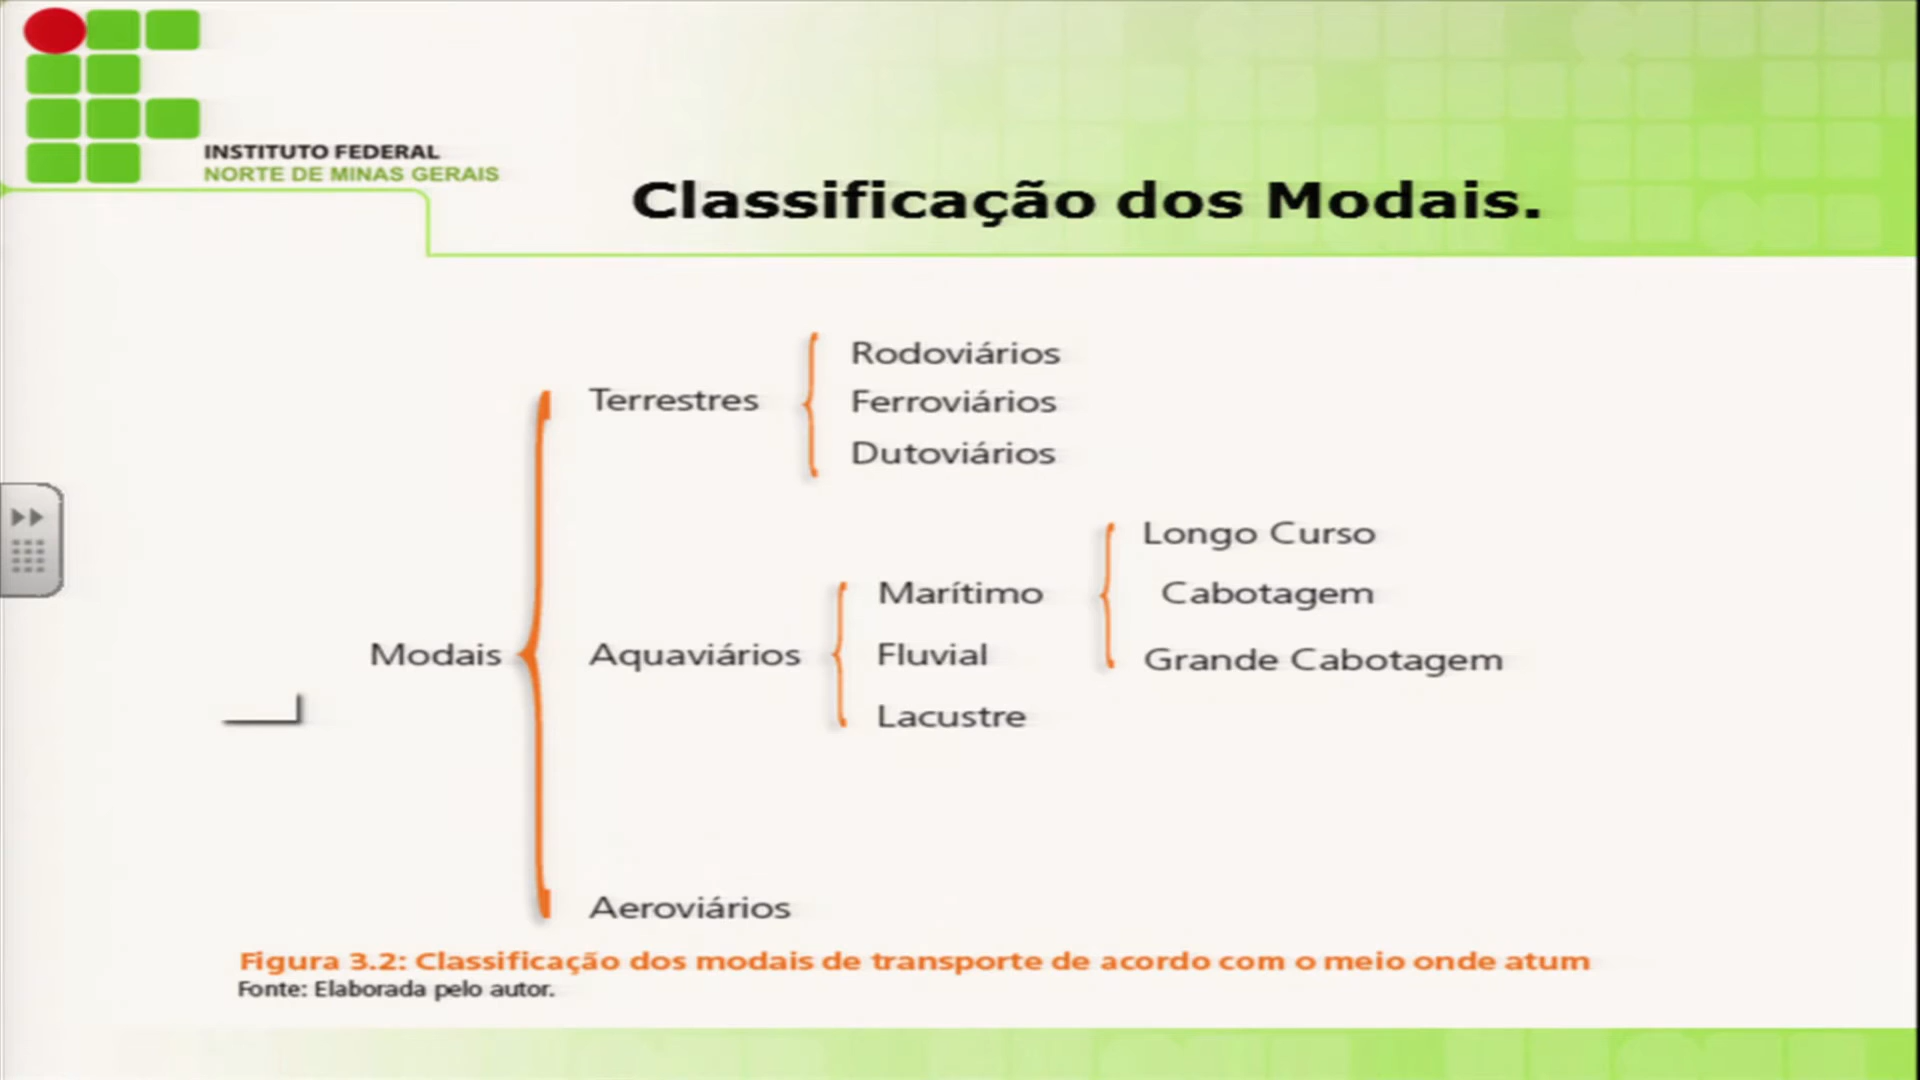 INSTITUTO FEDERAL
NORTE DE MINAS GERAIS
Classificação dos Modais.
Rodoviários
Terrestres
Ferroviários
Dutoviários
Longo Curso
Marítimo
Cabotagem
Modais
Aquaviários
Fluvial
Grande Cabotagem
Lacustre
Aeroviários
Figura 3.2: Classificação dos modais de transporte de acordo com o meio onde atum
Fonte: Elaborada pelo autor.